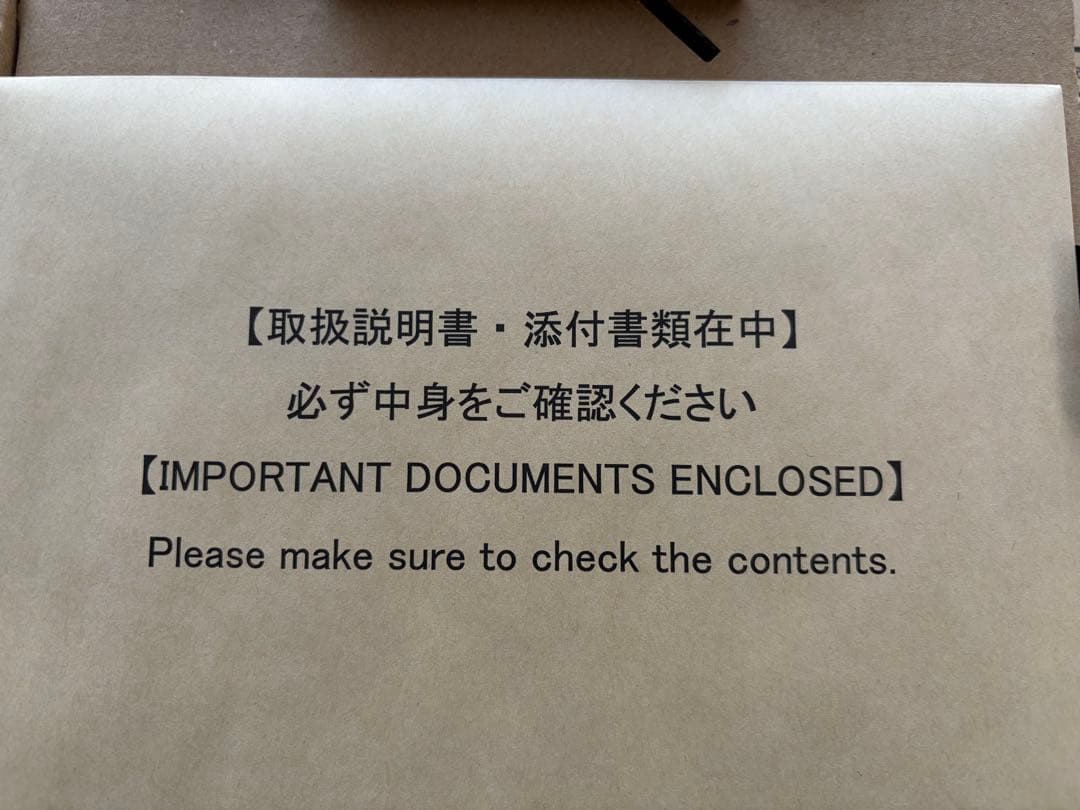 【取扱説明書・添付書類在中】
必ず中身をご確認ください
【IMPORTANT DOCUMENTS ENCLOSED】
Please make sure to check the contents.